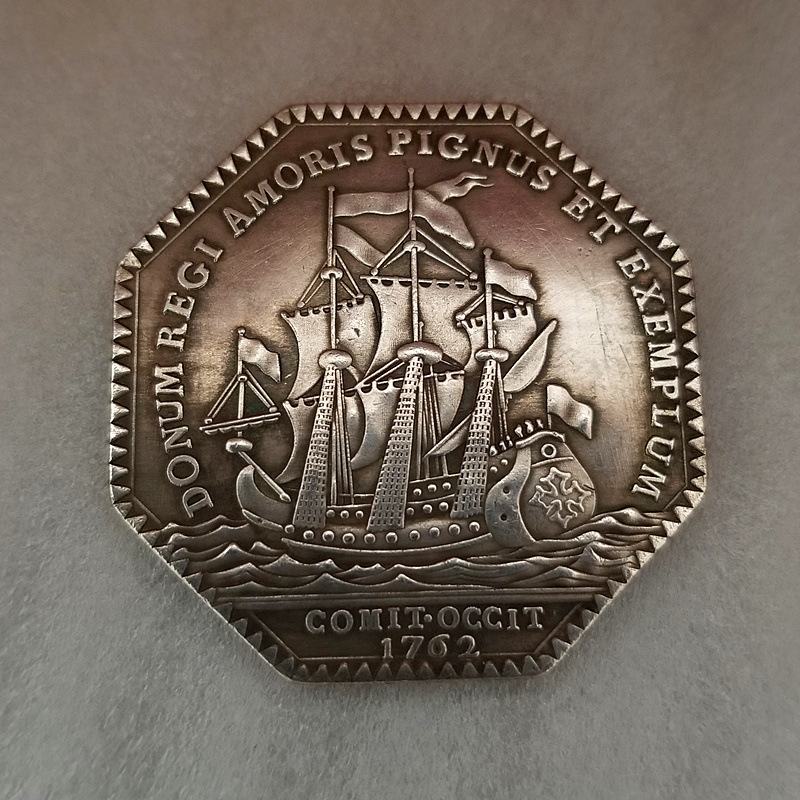 DONUM REGI AMORIS PIGNUS ET EXEMPLUM
COMIT·OCCIT
1762